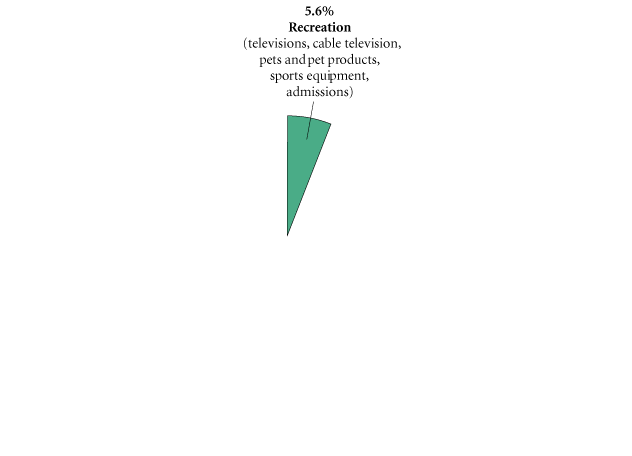 5.6%
Recreation
(televisions, cable television,
pets and pet products,
sports equipment,
admissions)